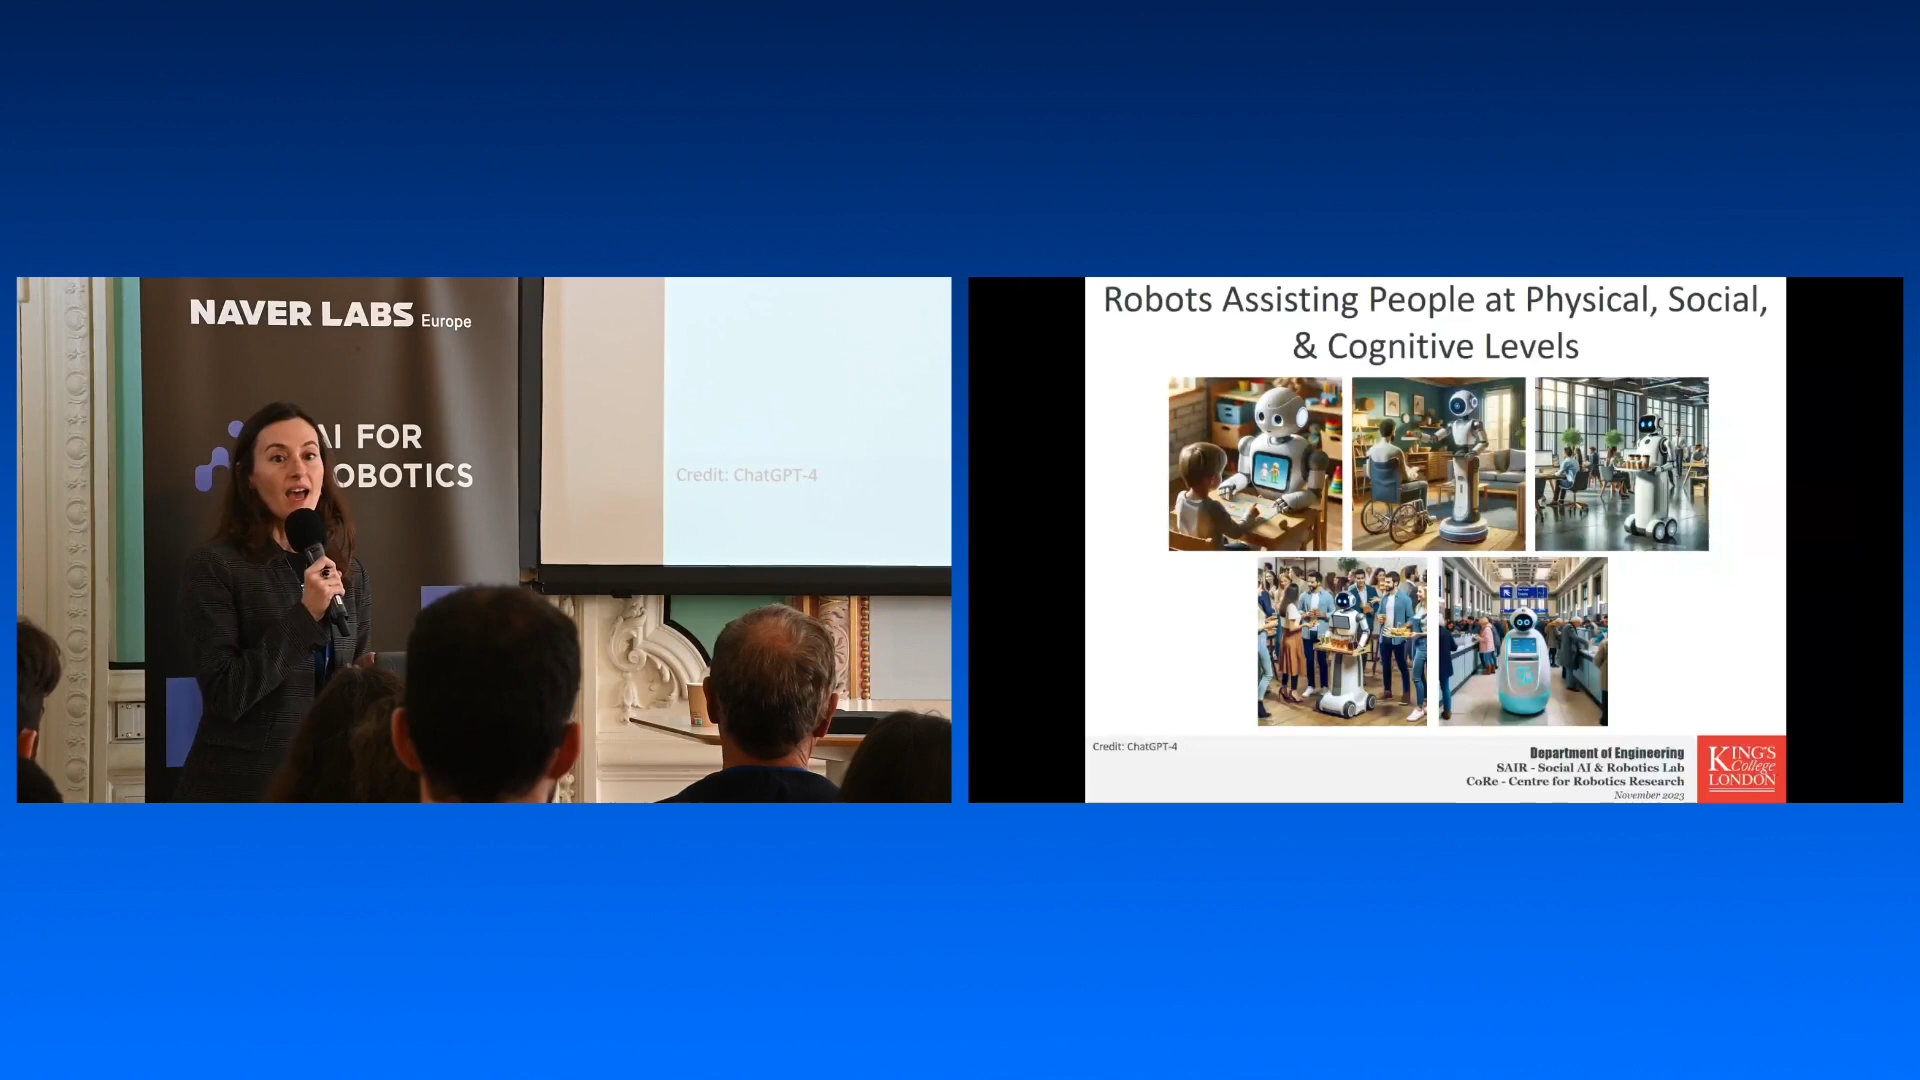 NAVER LABS Europe
AI FOR
OBOTICS
Credit: ChatGPT-4
Robots Assisting People at Physical, Social,
& Cognitive Levels
Credit: ChatGPT-4
Department of Engineering
SAIR - Social AI & Robotics Lab
CoRe - Centre for Robotics Research
November 2023
KING'S
College
LONDON